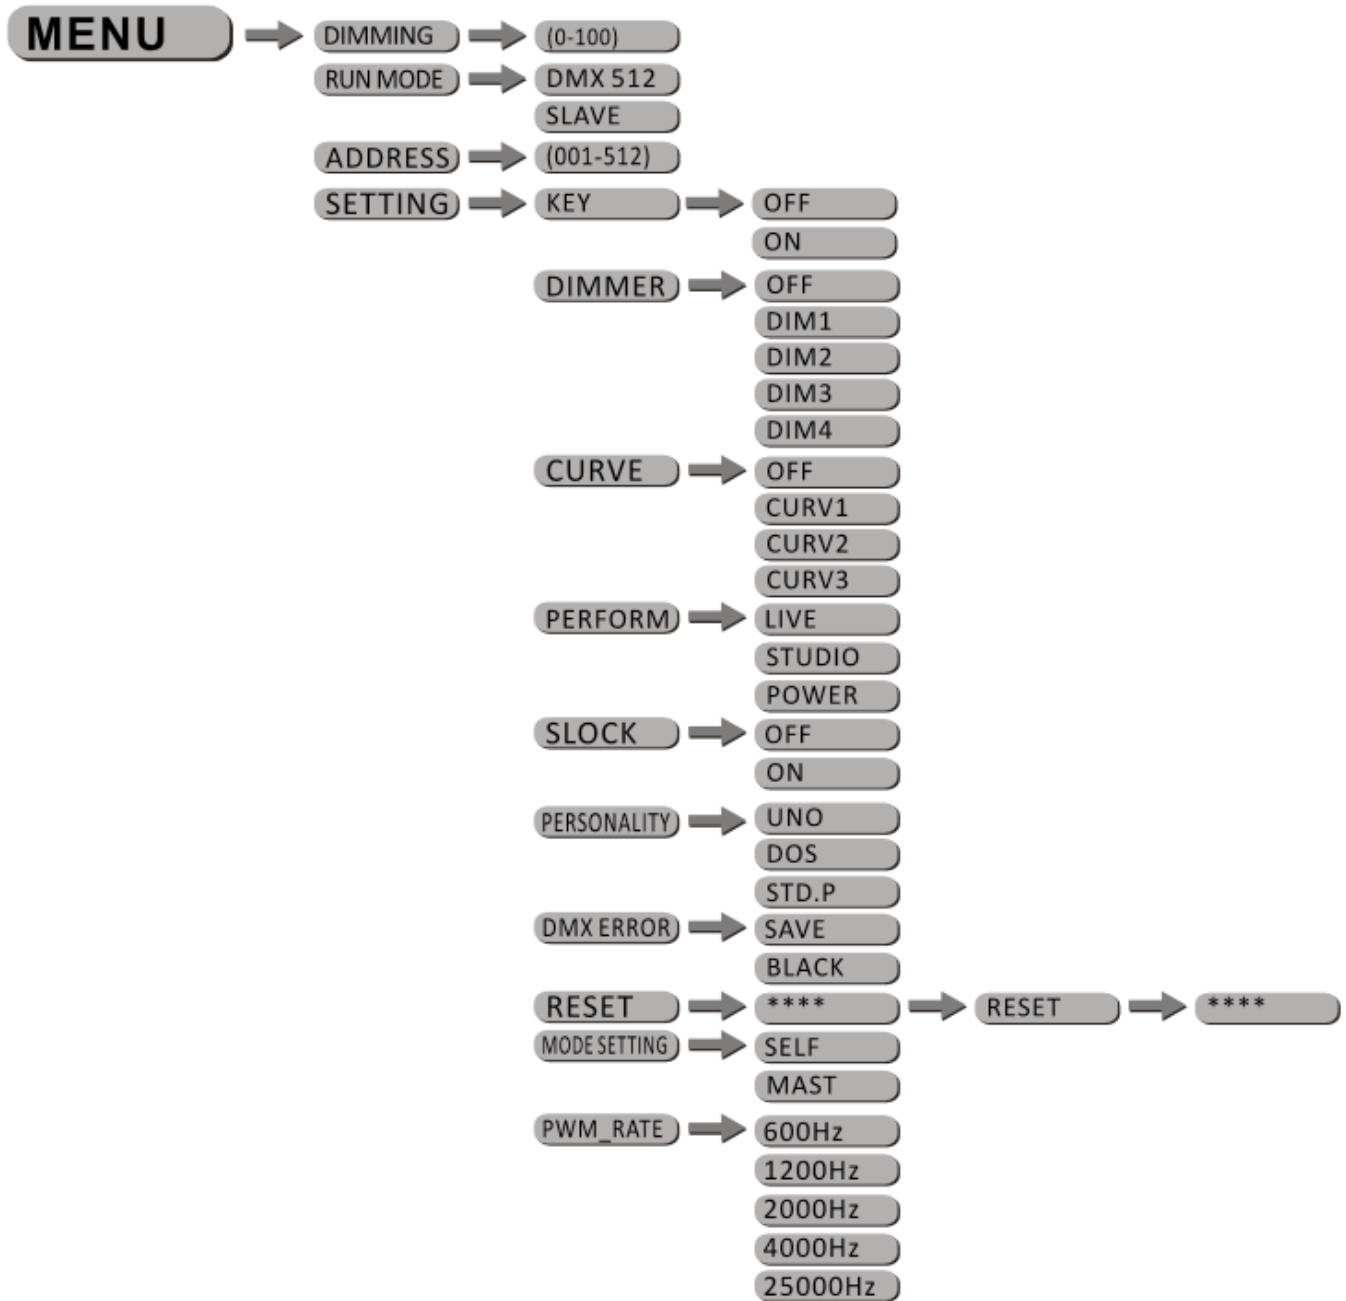 MENU DIMMING (0-100)
RUN MODE DMX 512
SLAVE
ADDRESS (001-512)
SETTING KEY OFF
ON
DIMMER OFF
DIM1
DIM2
DIM3
DIM4
CURVE OFF
CURV1
CURV2
CURV3
PERFORM LIVE
STUDIO
POWER
SLOCK OFF
ON
PERSONALITY UNO
DOS
STD.P
DMX ERROR SAVE
BLACK
RESET **** RESET ****
MODE SETTING SELF
MAST
PWM_RATE 600Hz
1200Hz
2000Hz
4000Hz
25000Hz